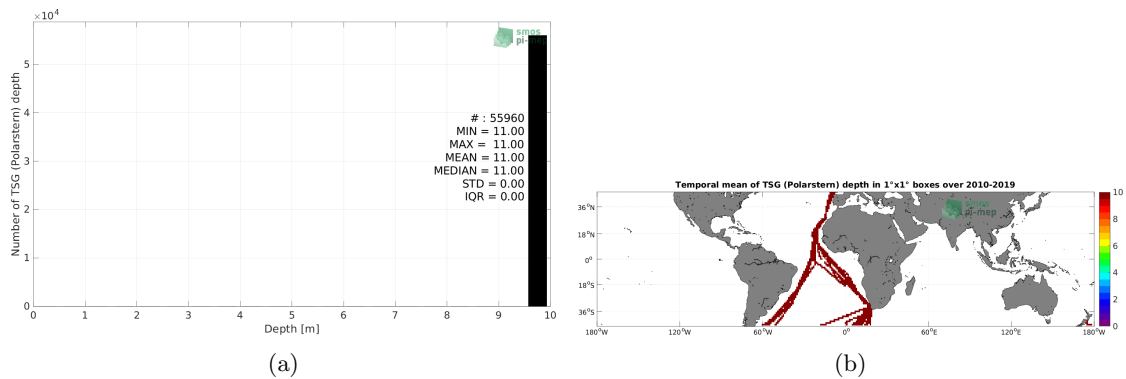 ×10⁴
5
4
3
2
1
0
Number of TSG (Polarstern) depth
smos
pi-mep
# : 55960
MIN = 11.00
MAX = 11.00
MEAN = 11.00
MEDIAN = 11.00
STD = 0.00
IQR = 0.00
0 1 2 3 4 5 6 7 8 9 10
Depth [m]
(a)
Temporal mean of TSG (Polarstern) depth in 1°x1° boxes over 2010-2019
smos
pi-mep
36°N
18°N
0°
18°S
36°S
180°W 120°W 60°W 0° 60°E 120°E 180°E
10
8
6
4
2
0
(b)